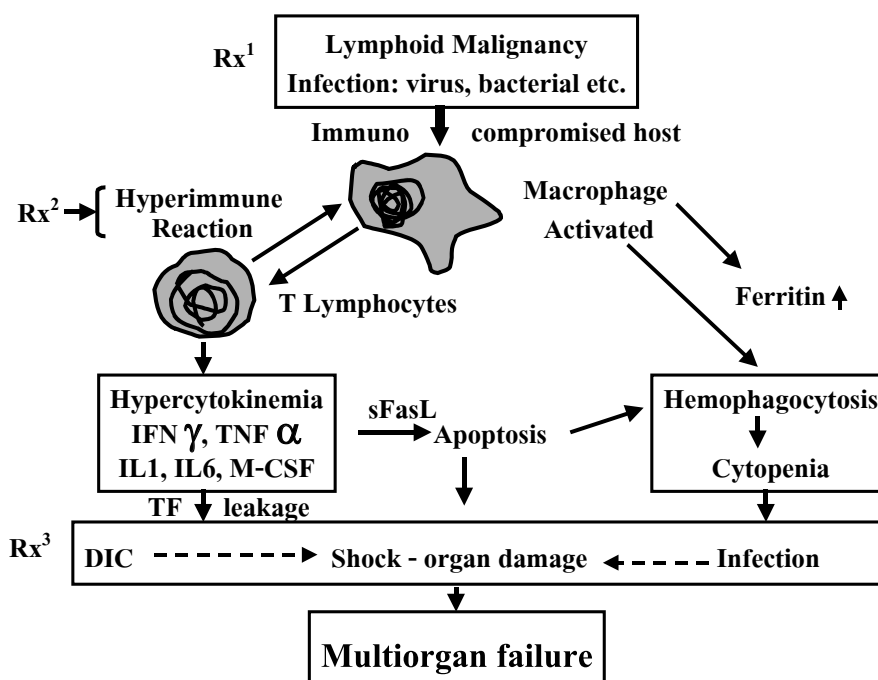 Rx1
Lymphoid Malignancy
Infection: virus, bacterial etc.
Immuno compromised host
Rx2
Hyperimmune
Reaction
Macrophage
Activated
T Lymphocytes
Ferritin
Hypercytokinemia
IFN γ, TNF α
IL1, IL6, M-CSF
sFasL
Apoptosis
Hemophagocytosis
Cytopenia
TF leakage
Rx3
DIC Shock - organ damage Infection
Multiorgan failure